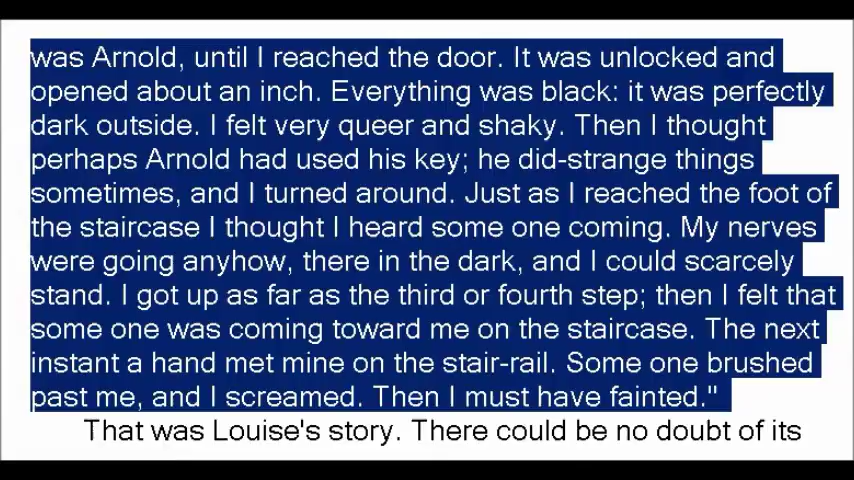 was Arnold, until I reached the door. It was unlocked and
opened about an inch. Everything was black: it was perfectly
dark outside. I felt very queer and shaky. Then I thought
perhaps Arnold had used his key; he did-strange things
sometimes, and I turned around. Just as I reached the foot of
the staircase I thought I heard some one coming. My nerves
were going anyhow, there in the dark, and I could scarcely
stand. I got up as far as the third or fourth step; then I felt that
some one was coming toward me on the staircase. The next
instant a hand met mine on the stair-rail. Some one brushed
past me, and I screamed. Then I must have fainted."
That was Louise's story. There could be no doubt of its